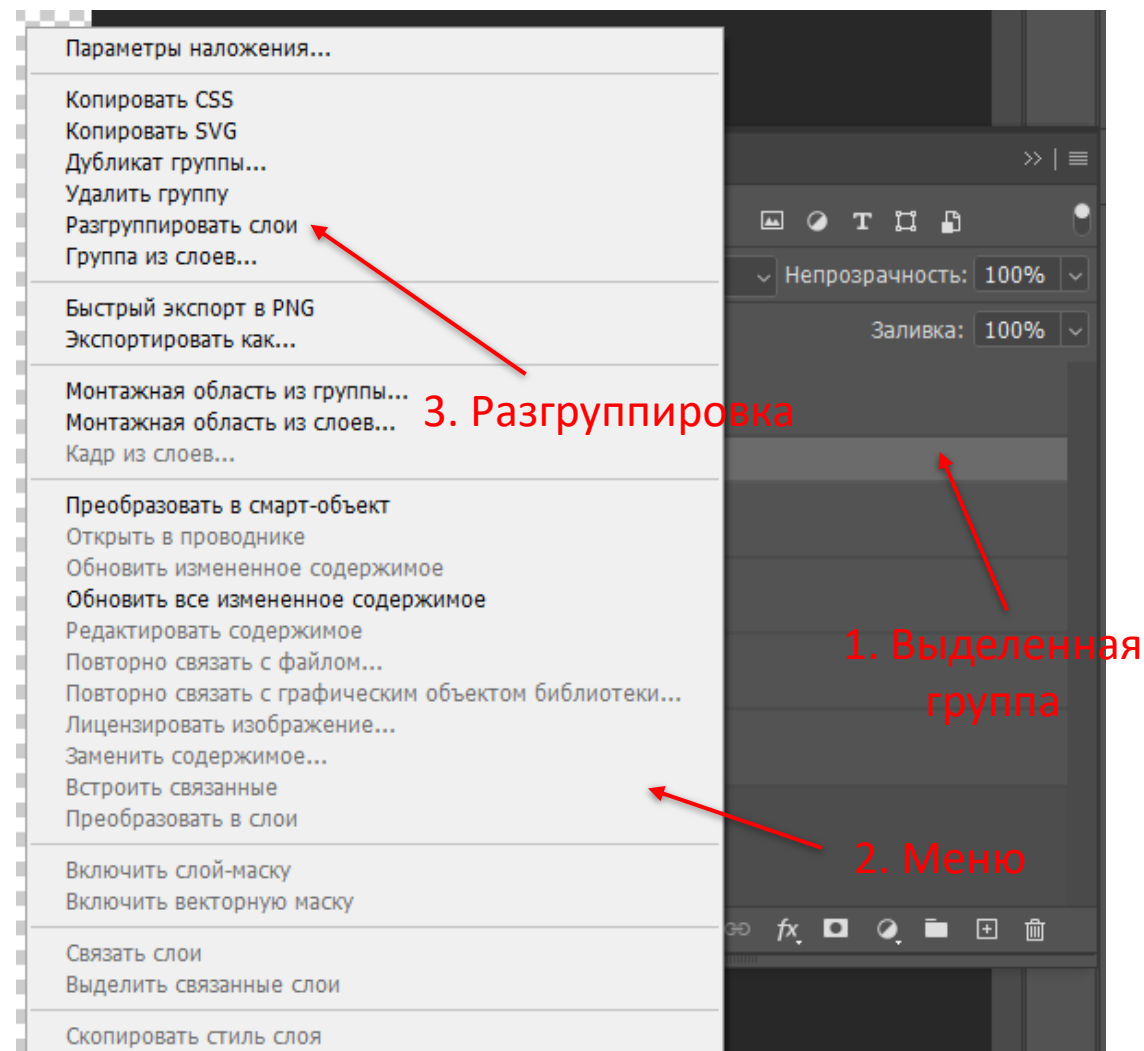 Параметры наложения...
Копировать CSS
Копировать SVG
Дубликат группы...
Удалить группу
Разгруппировать слои
Группа из слоев...
Быстрый экспорт в PNG
Экспортировать как...
Монтажная область из группы...
Монтажная область из слоев...
Кадр из слоев...
Преобразовать в смарт-объект
Открыть в проводнике
Обновить измененное содержимое
Обновить все измененное содержимое
Редактировать содержимое
Повторно связать с файлом...
Повторно связать с графическим объектом библиотеки...
Лицензировать изображение...
Заменить содержимое...
Встроить связанные
Преобразовать в слои
Включить слой-маску
Включить векторную маску
Связать слои
Выделить связанные слои
Скопировать стиль слоя
Непрозрачность: 100%
Заливка: 100%
3. Разгруппировка
1. Выделенная
группа
2. Меню
fx